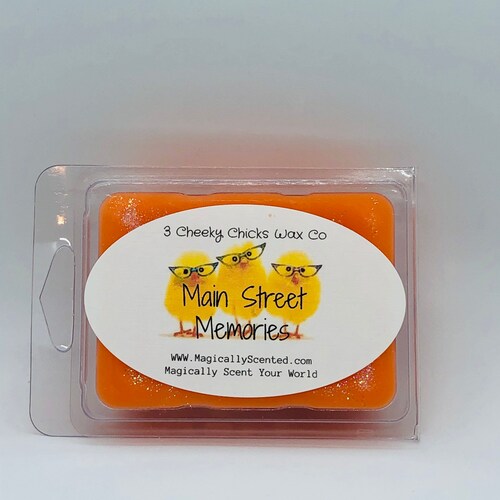 3 Cheeky Chicks Wax Co
Main Street
Memories
www.MagicallyScented.com
Magically Scent Your World